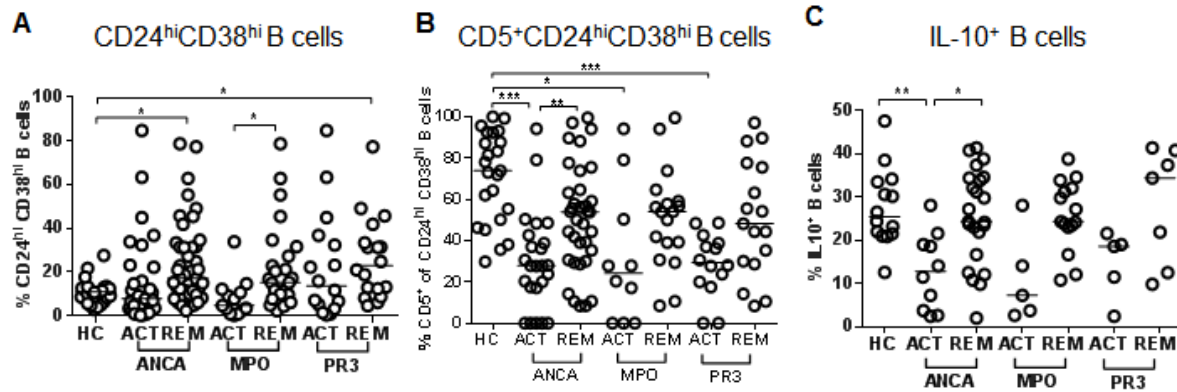 A
CD24hiCD38hi B cells
% CD24hi CD38hi B cells
100
80
60
40
20
0
*
*
*
HC ACT REM ACT REM ACT REM
ANCA MPO PR3
B
CD5+CD24hiCD38hi B cells
% CD5+ of CD24hi CD38hi B cells
100
80
60
40
20
0
***
*
***
**
HC ACT REM ACT REM ACT REM
ANCA MPO PR3
C
IL-10+ B cells
% IL10+ B cells
50
40
30
20
10
0
**
*
HC ACT REM ACT REM ACT REM
ANCA MPO PR3